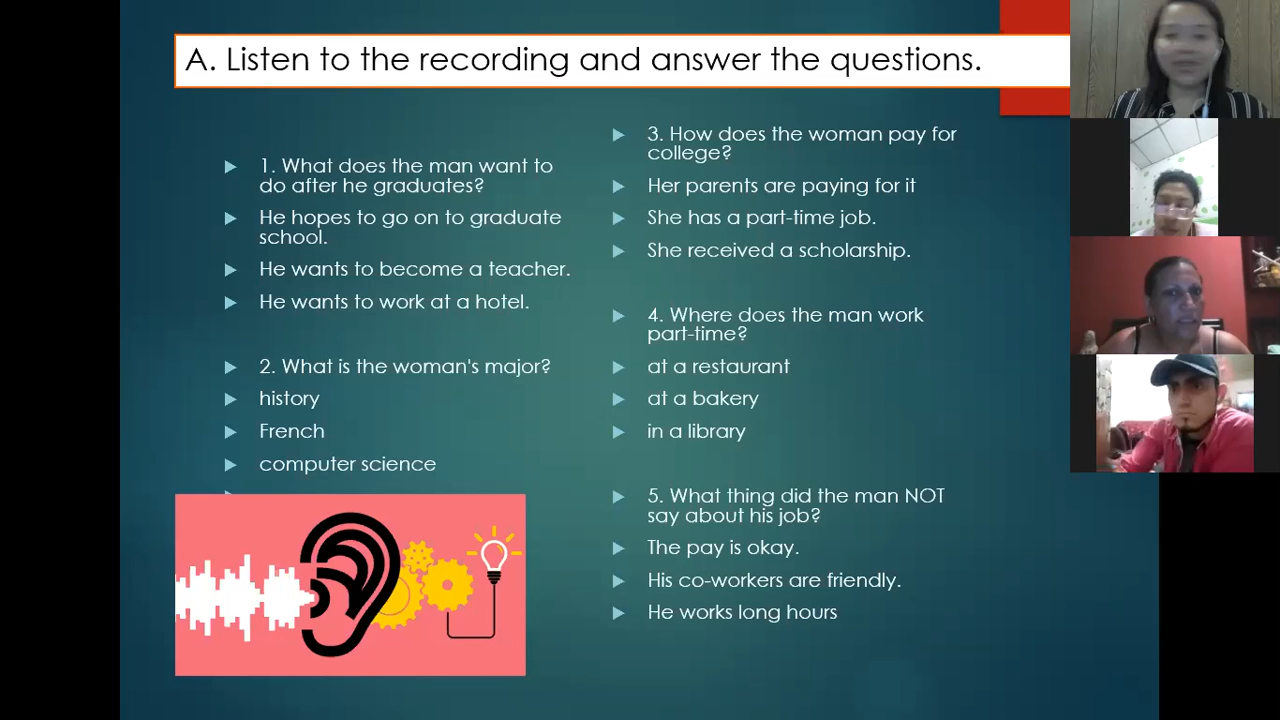 A. Listen to the recording and answer the questions.
1. What does the man want to
do after he graduates?
He hopes to go on to graduate
school.
He wants to become a teacher.
He wants to work at a hotel.
2. What is the woman's major?
history
French
computer science
3. How does the woman pay for
college?
Her parents are paying for it
She has a part-time job.
She received a scholarship.
4. Where does the man work
part-time?
at a restaurant
at a bakery
in a library
5. What thing did the man NOT
say about his job?
The pay is okay.
His co-workers are friendly.
He works long hours